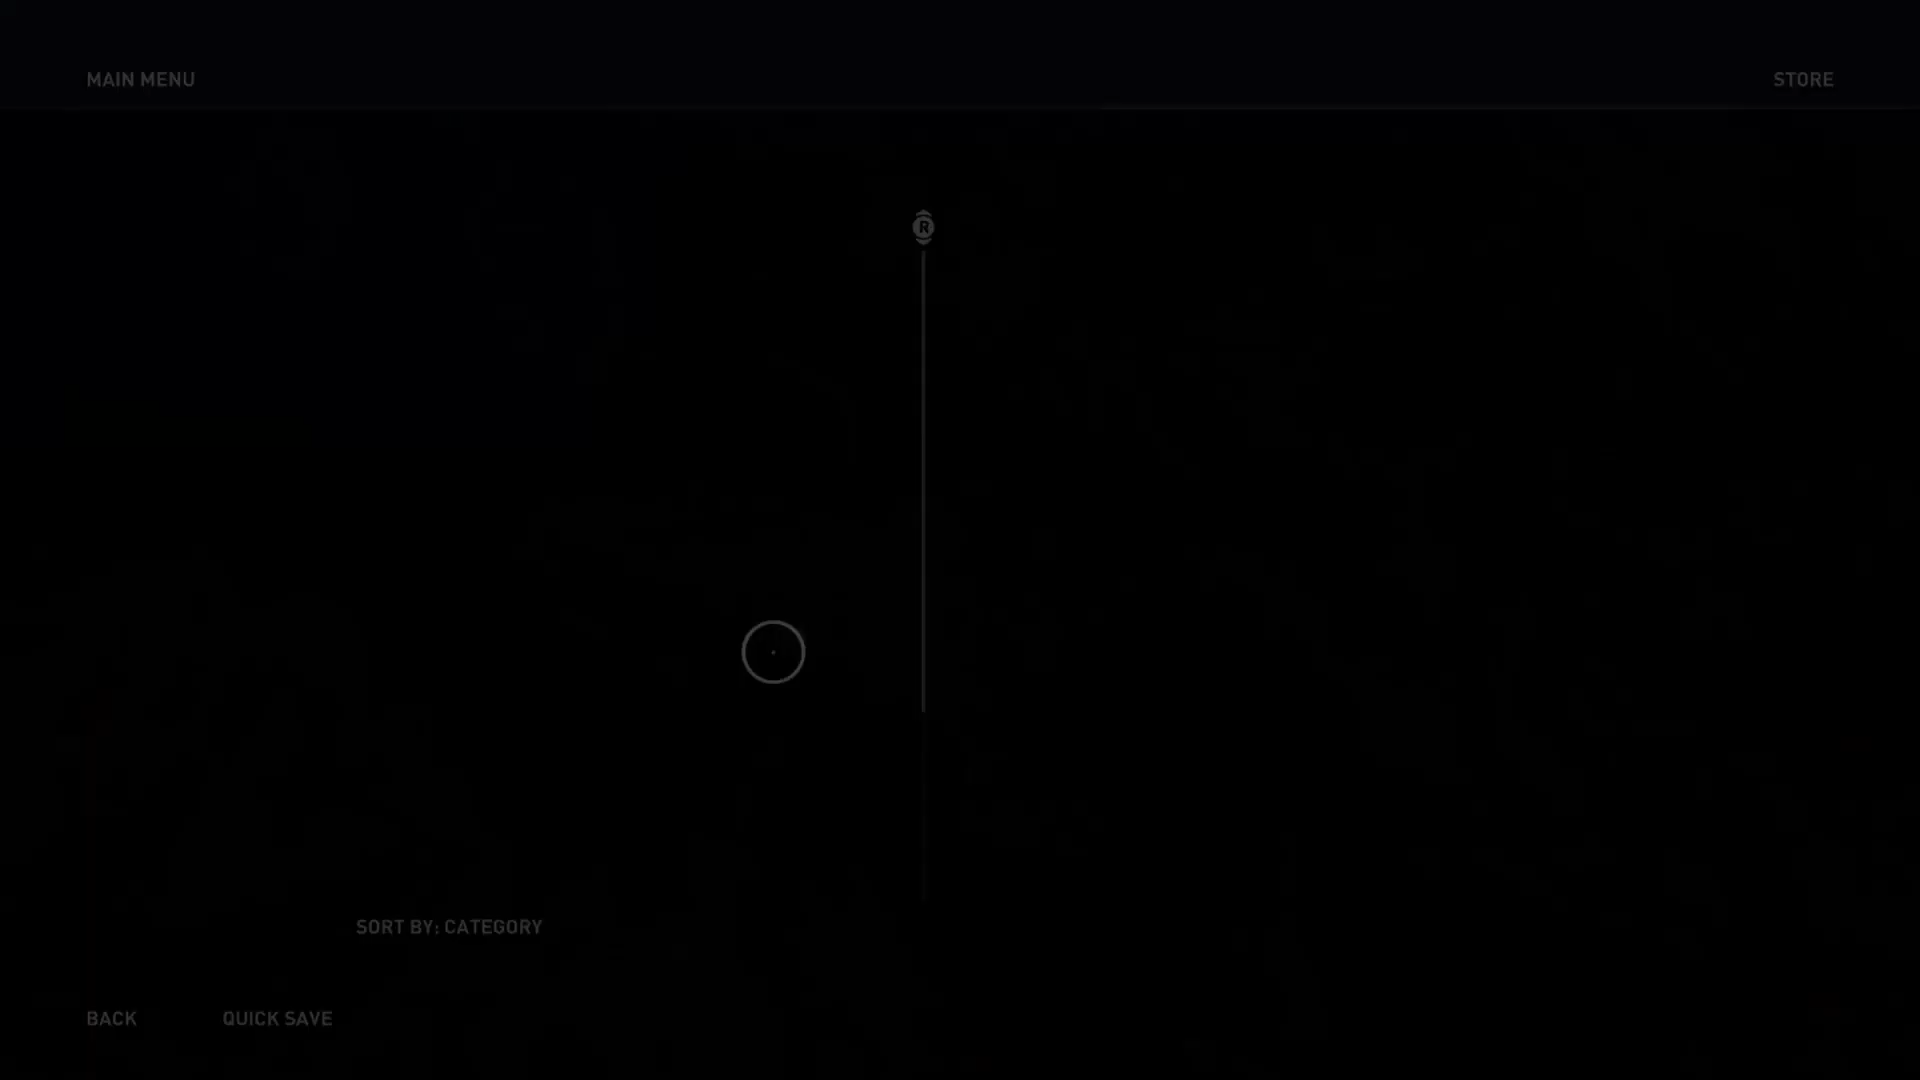 MAIN MENU
STORE
R
SORT BY: CATEGORY
BACK
QUICK SAVE